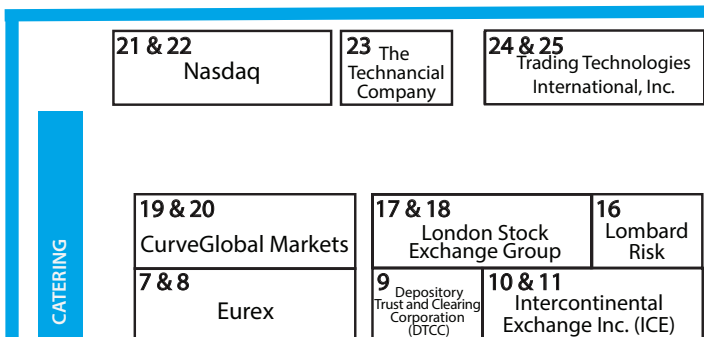 21 & 22
Nasdaq
23 The
Technancial
Company
24 & 25
Trading Technologies
International, Inc.
CATERING
19 & 20
CurveGlobal Markets
17 & 18
London Stock
Exchange Group
16
Lombard
Risk
7 & 8
Eurex
9
Depository
Trust and Clearing
Corporation
(DTCC)
10 & 11
Intercontinental
Exchange Inc. (ICE)